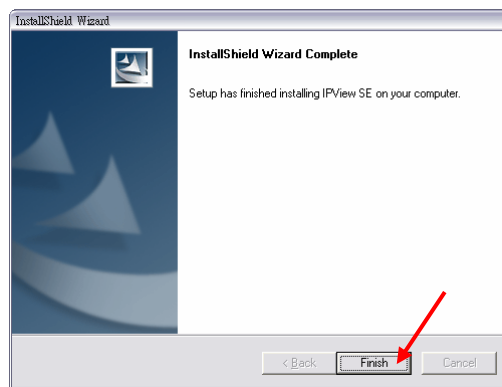 InstallShield Wizard
InstallShield Wizard Complete
Setup has finished installing IPView SE on your computer.
< Back
Finish
Cancel